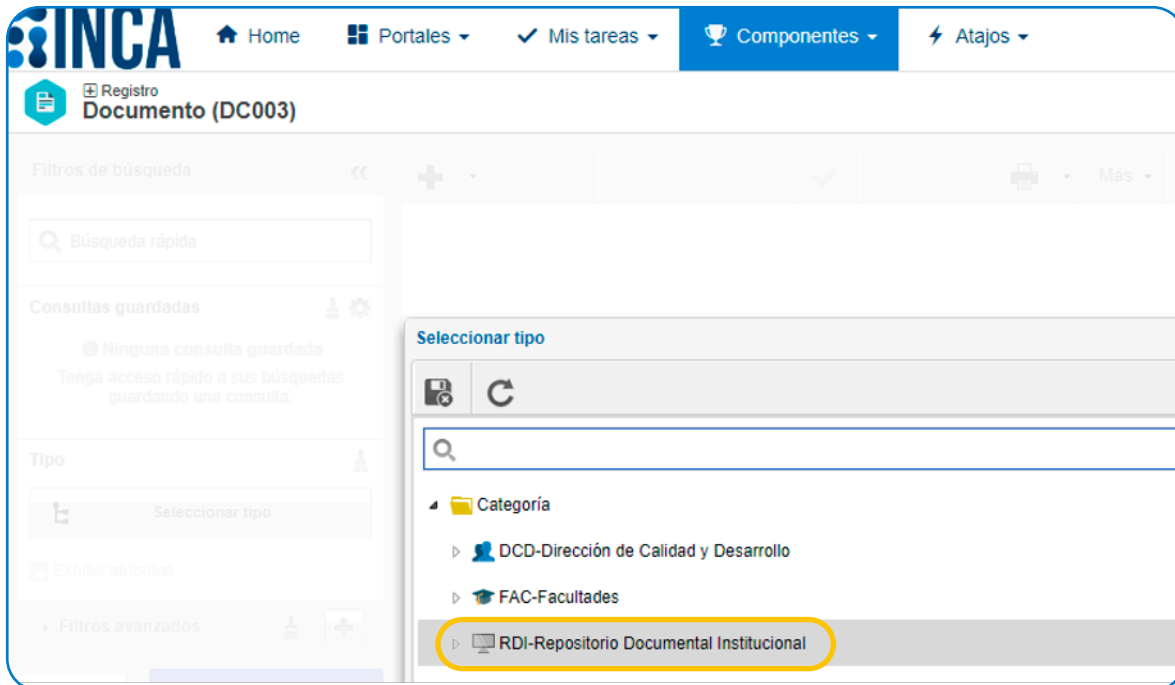 INCA
Home
Portales
Mis tareas
Componentes
Atajos
Registro
Documento (DC003)
Filtros de búsqueda
Más
Búsqueda rápida
Consultas guardadas
Ninguna consulta guardada
Tenga acceso rápido a sus búsquedas
guardando una consulta.
Tipo
Seleccionar tipo
Exhibir atributos
Filtros avanzados
Seleccionar tipo
Categoría
DCD-Dirección de Calidad y Desarrollo
FAC-Facultades
RDI-Repositorio Documental Institucional